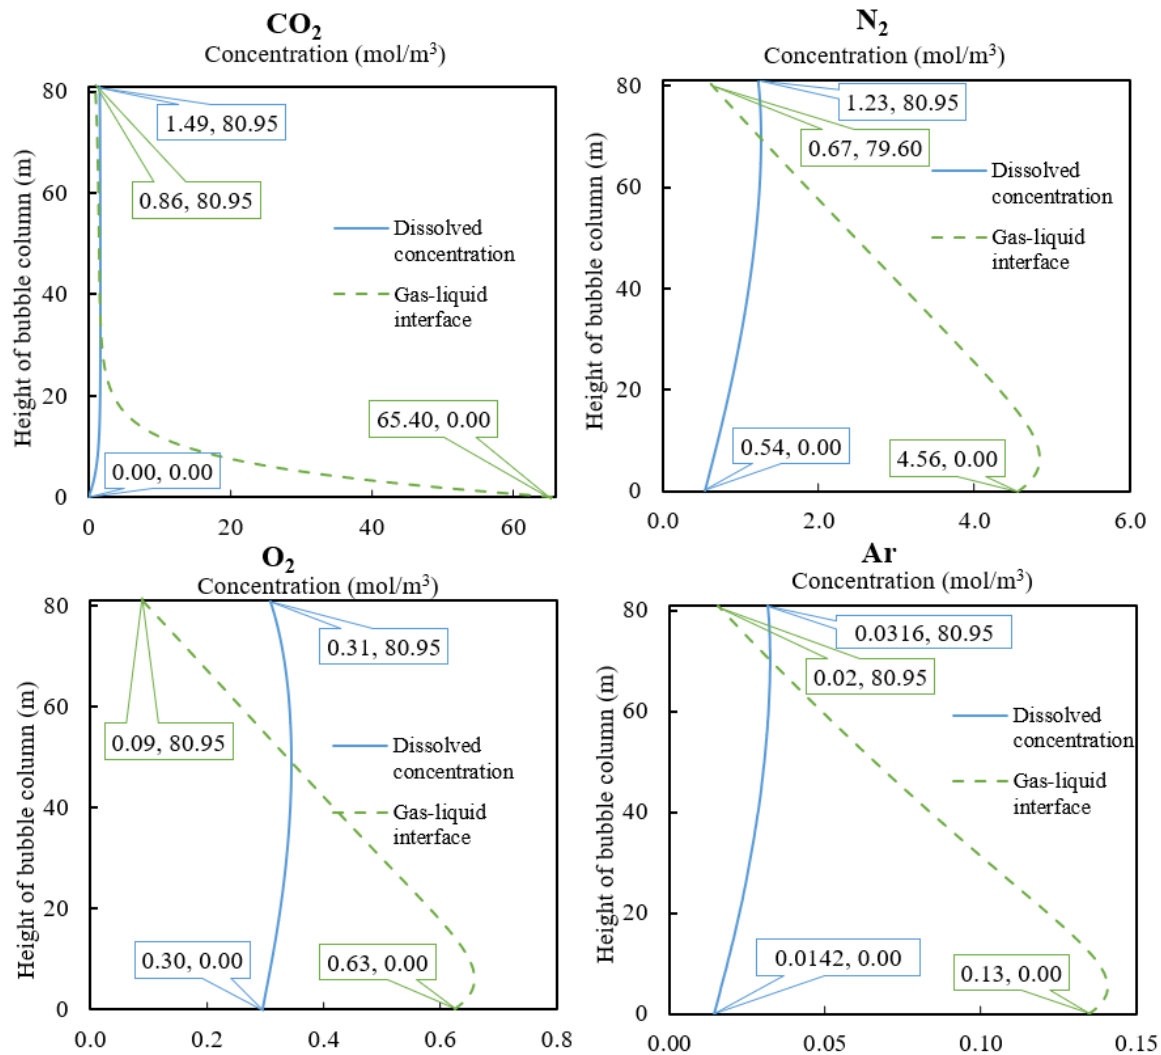 CO2
Concentration (mol/m3)
80
60
40
20
0
0
20
40
60
Height of bubble column (m)
1.49, 80.95
0.86, 80.95
Dissolved
concentration
Gas-liquid
interface
65.40, 0.00
0.00, 0.00
N2
Concentration (mol/m3)
80
60
40
20
0
0.0
2.0
4.0
6.0
Height of bubble column (m)
1.23, 80.95
0.67, 79.60
Dissolved
concentration
Gas-liquid
interface
0.54, 0.00
4.56, 0.00
O2
Concentration (mol/m3)
80
60
40
20
0
0.0
0.2
0.4
0.6
0.8
Height of bubble column (m)
0.31, 80.95
0.09, 80.95
Dissolved
concentration
Gas-liquid
interface
0.30, 0.00
0.63, 0.00
Ar
Concentration (mol/m3)
80
60
40
20
0
0.00
0.05
0.10
0.15
Height of bubble column (m)
0.0316, 80.95
0.02, 80.95
Dissolved
concentration
Gas-liquid
interface
0.0142, 0.00
0.13, 0.00